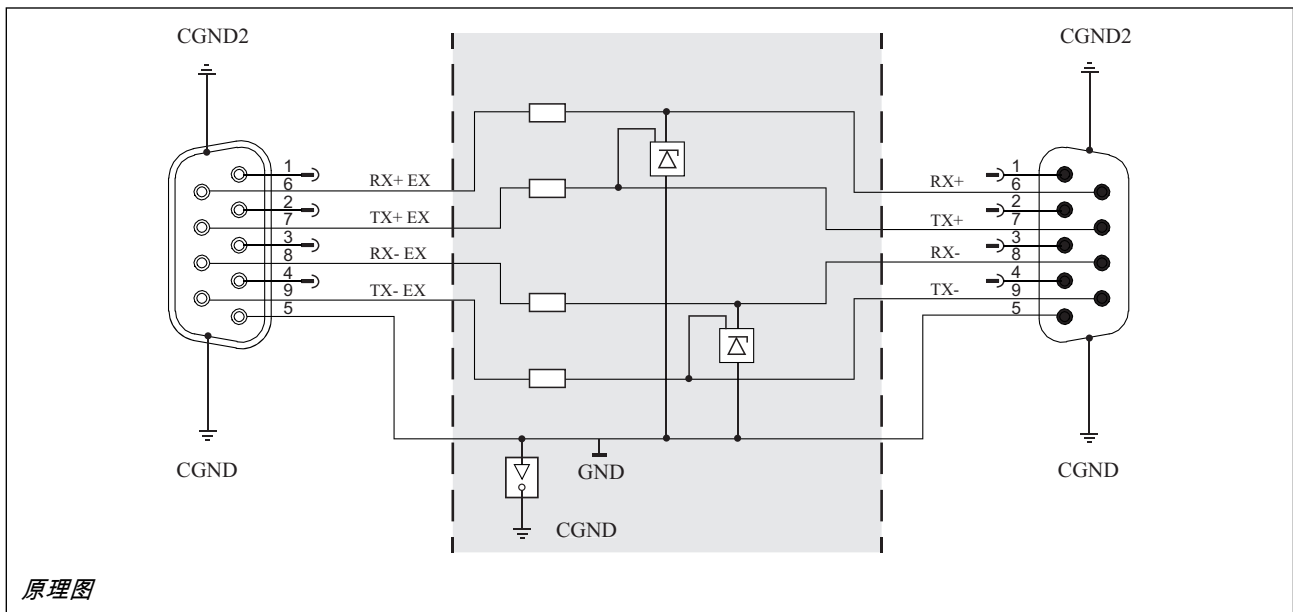 CGND2
CGND2
1
6
RX+ EX
2
7
TX+ EX
3
8
RX- EX
4
9
TX- EX
5
RX+
1
6
TX+
2
7
RX-
3
8
TX-
4
9
5
CGND
GND
CGND
CGND
原理图